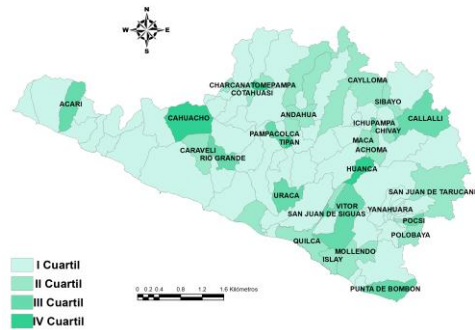 N
W E
S
CHARCANA TOMEPAMPA
COTAHUASI
CAYLLOMA
ACARI
SIBAYO
CAHUACHO
ANDAHUA
CALLALLI
ICHUPAMPA
CHIVAY
PAMPACOLCA
TIPAN
MACA
ACHOMA
CARAVELI
RIO GRANDE
HUANCA
SAN JUAN DE TARUCANI
URACA
VITOR
YANAHUARA
SAN JUAN DE SIGUAS
POCSI
POLOBAYA
QUILCA
MOLLENDO
ISLAY
PUNTA DE BOMBON
I Cuartil
II Cuartil
III Cuartil
IV Cuartil
0 0.2 0.4 0.8 1.2 1.6 Kilómetros